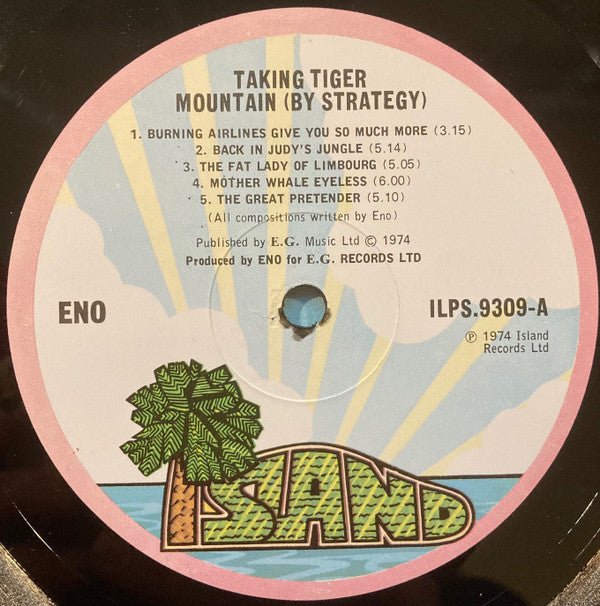 TAKING TIGER
MOUNTAIN (BY STRATEGY)
1. BURNING AIRLINES GIVE YOU SO MUCH MORE (3.15)
2. BACK IN JUDY'S JUNGLE (5.14)
3. THE FAT LADY OF LIMBOURG (5.05)
4. MOTHER WHALE EYELESS (6.00)
5. THE GREAT PRETENDER (5.10)
(All compositions written by Eno)
Published by E.G. Music Ltd © 1974
Produced by ENO for E.G. RECORDS LTD
ENO
ILPS.9309-A
℗ 1974 Island
Records Ltd
ISLAND